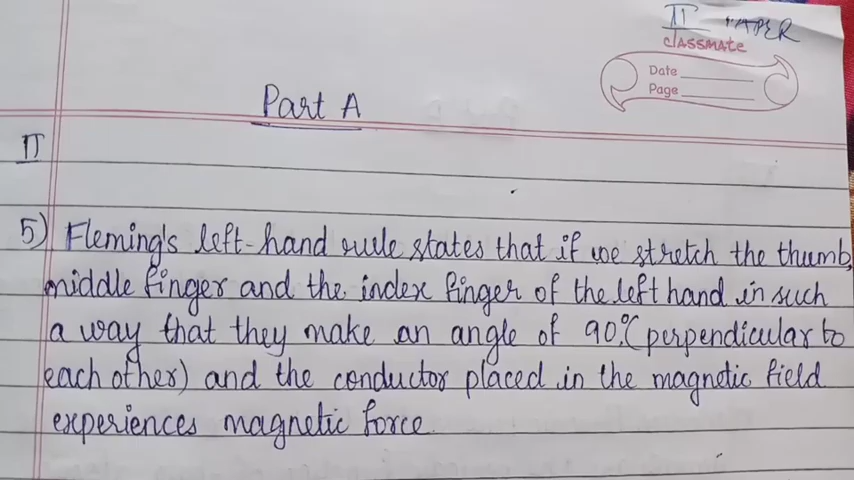 II PAPER
classmate
Date
Page
Part A
II
5) Fleming's left-hand rule states that if we stretch the thumb,
middle finger and the index finger of the left hand in such
a way that they make an angle of 90°(perpendicular to
each other) and the conductor placed in the magnetic field
experiences magnetic force.